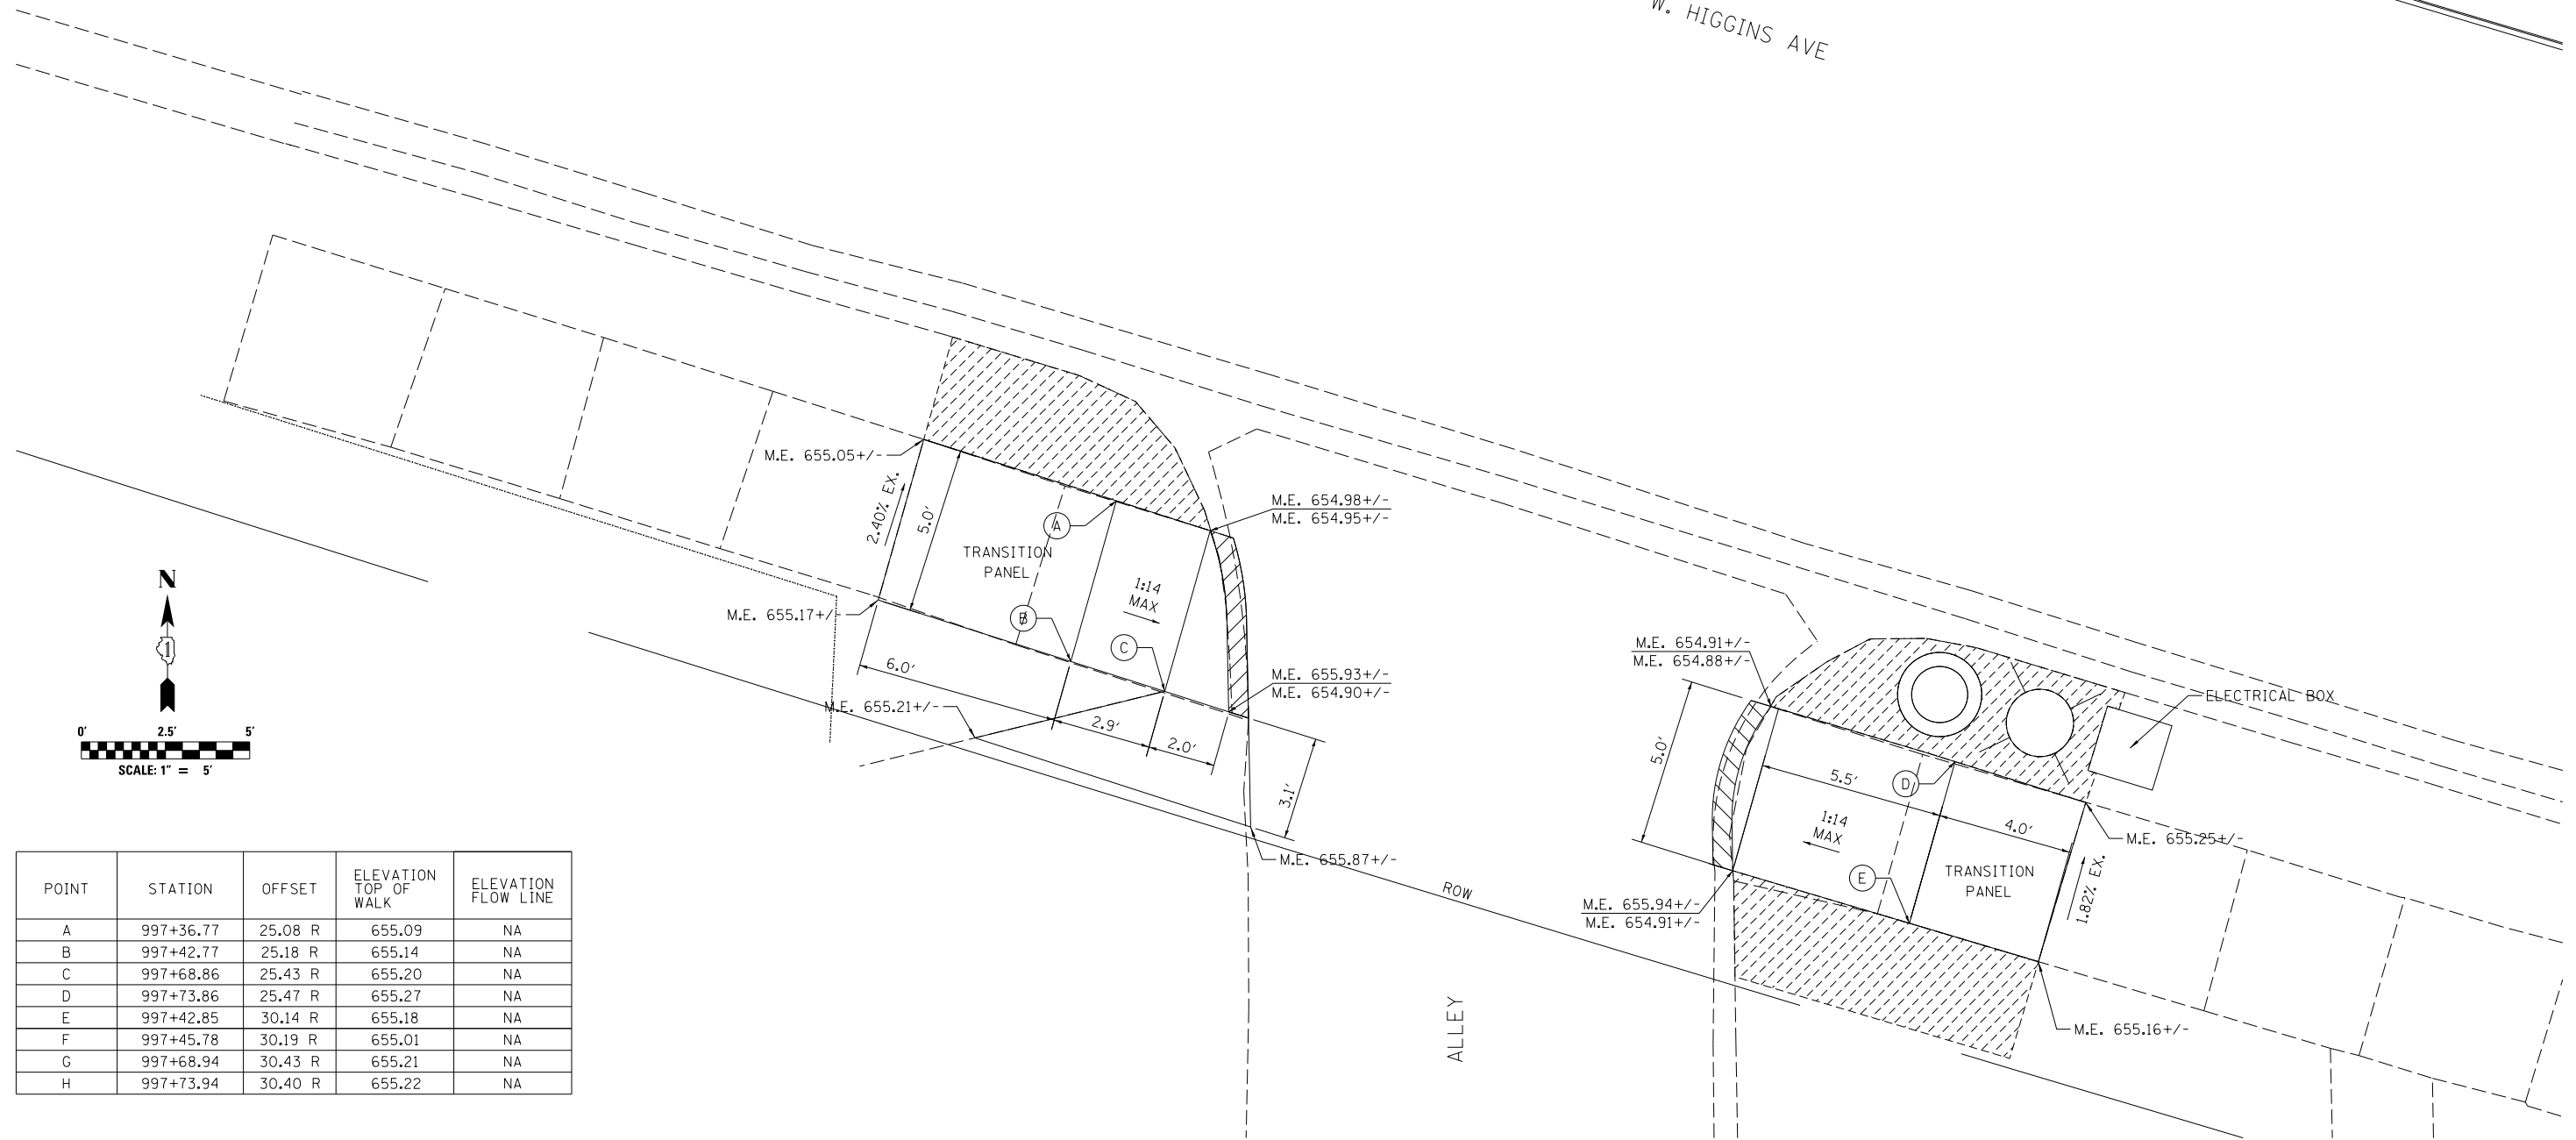 W. HIGGINS AVE
M.E. 655.05+/-
2.40% EX.
5.0'
A
M.E. 654.98+/-
M.E. 654.95+/-
TRANSITION
PANEL
1:14
MAX
N
1
M.E. 655.17+/-
B
C
6.0'
M.E. 655.21+/-
2.9'
2.0'
M.E. 655.93+/-
M.E. 654.90+/-
3.1'
M.E. 655.87+/-
0' 2.5' 5'
SCALE: 1" = 5'
M.E. 654.91+/-
M.E. 654.88+/-
ELECTRICAL BOX
5.0'
5.5'
D
1:14
MAX
4.0'
M.E. 655.25+/-
E
TRANSITION
PANEL
1.82% EX.
M.E. 655.94+/-
M.E. 654.91+/-
ROW
M.E. 655.16+/-
ALLEY
POINT STATION OFFSET ELEVATION TOP OF WALK ELEVATION FLOW LINE
A 997+36.77 25.08 R 655.09 NA
B 997+42.77 25.18 R 655.14 NA
C 997+68.86 25.43 R 655.20 NA
D 997+73.86 25.47 R 655.27 NA
E 997+42.85 30.14 R 655.18 NA
F 997+45.78 30.19 R 655.01 NA
G 997+68.94 30.43 R 655.21 NA
H 997+73.94 30.40 R 655.22 NA